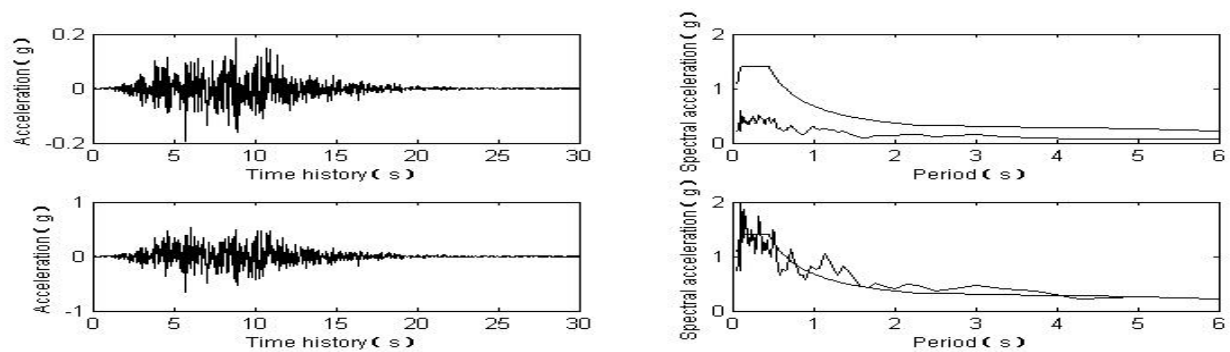 Acceleration(g)
0.2
0
-0.2
0 5 10 15 20 25 30
Time history(s)
Spectral acceleration(g)
2
1
0
0 1 2 3 4 5 6
Period(s)
Acceleration(g)
1
0
-1
0 5 10 15 20 25 30
Time history(s)
Spectral acceleration(g)
2
1
0
0 1 2 3 4 5 6
Period(s)